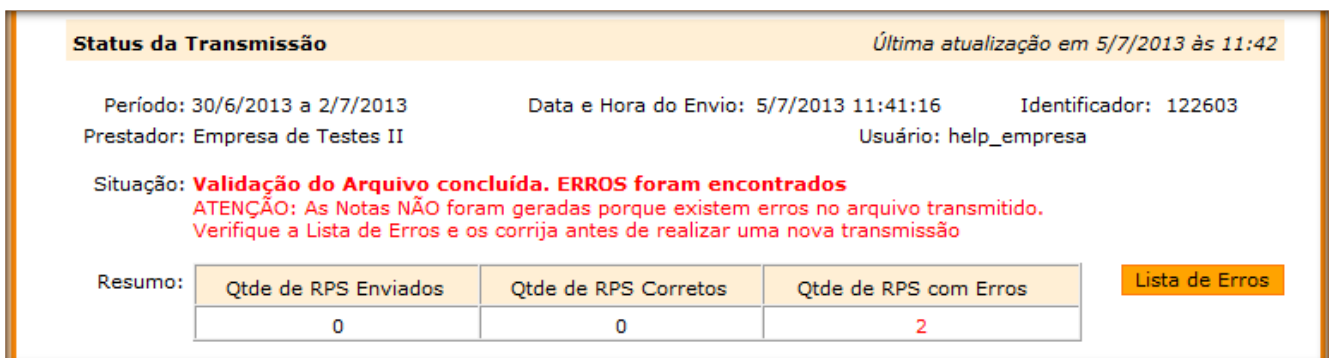 Status da Transmissão Última atualização em 5/7/2013 às 11:42
Período: 30/6/2013 a 2/7/2013 Data e Hora do Envio: 5/7/2013 11:41:16 Identificador: 122603
Prestador: Empresa de Testes II Usuário: help_empresa
Situação: Validação do Arquivo concluída. ERROS foram encontrados
ATENÇÃO: As Notas NÃO foram geradas porque existem erros no arquivo transmitido.
Verifique a Lista de Erros e os corrija antes de realizar uma nova transmissão
Resumo: Qtde de RPS Enviados Qtde de RPS Corretos Qtde de RPS com Erros Lista de Erros
0 0 2